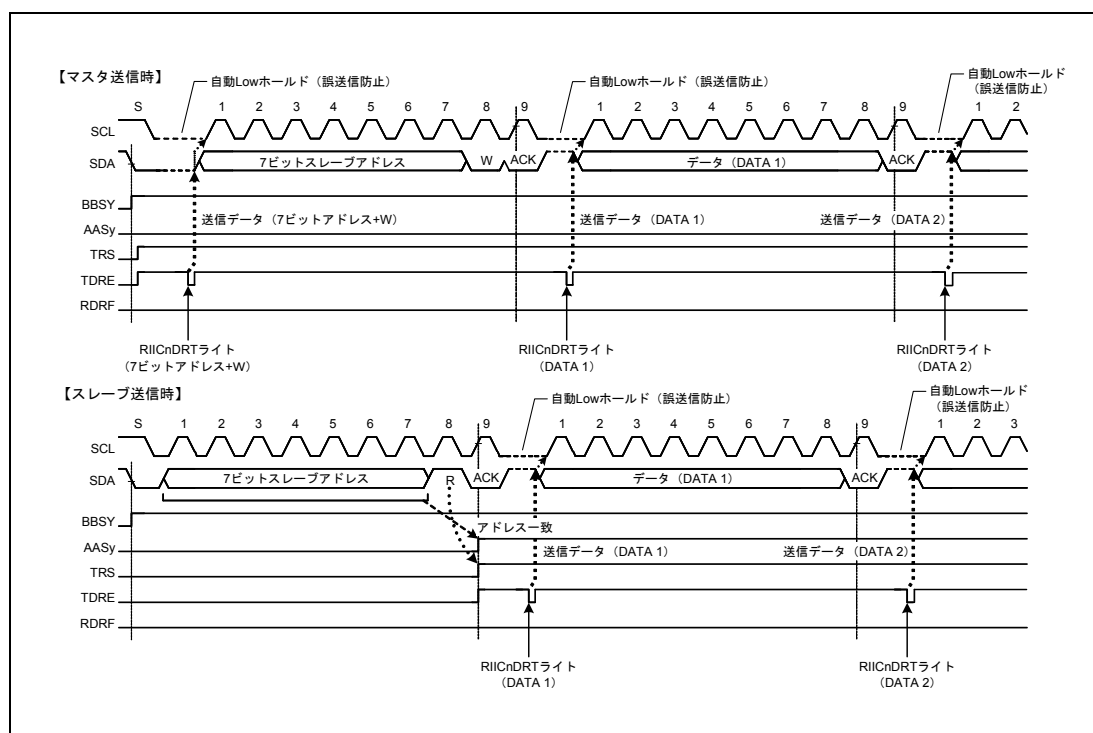 【マスタ送信時】
自動Lowホールド（誤送信防止）
自動Lowホールド（誤送信防止）
自動Lowホールド
（誤送信防止）
S 1 2 3 4 5 6 7 8 9 1 2 3 4 5 6 7 8 9 1 2
SCL
SDA 7ビットスレーブアドレス W ACK データ（DATA 1） ACK
BBSY
送信データ（7ビットアドレス+W） 送信データ（DATA 1） 送信データ（DATA 2）
AASy
TRS
TDRE
RDRF
RIICnDRTライト
（7ビットアドレス+W）
RIICnDRTライト
（DATA 1）
RIICnDRTライト
（DATA 2）
【スレーブ送信時】
自動Lowホールド（誤送信防止）
自動Lowホールド
（誤送信防止）
S 1 2 3 4 5 6 7 8 9 1 2 3 4 5 6 7 8 9 1 2 3
SCL
SDA 7ビットスレーブアドレス R ACK データ（DATA 1） ACK
BBSY
アドレス一致
AASy
送信データ（DATA 1） 送信データ（DATA 2）
TRS
TDRE
RDRF
RIICnDRTライト
（DATA 1）
RIICnDRTライト
（DATA 2）